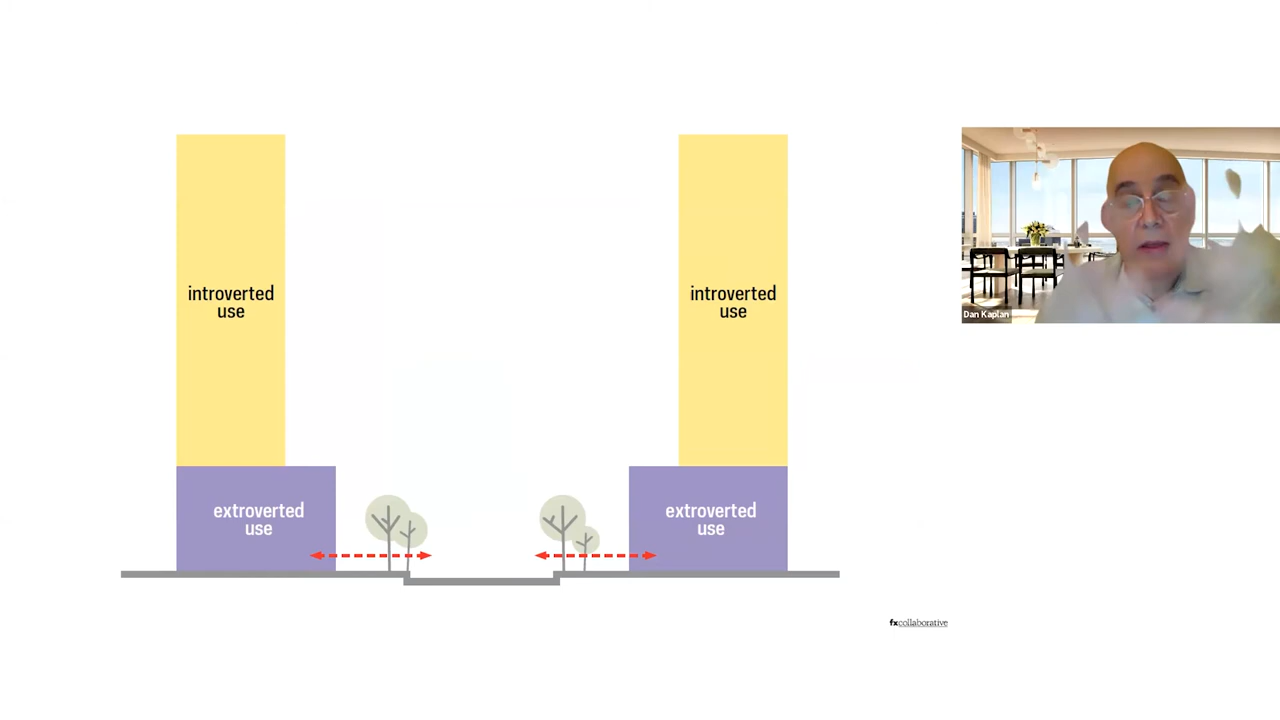 introverted
use
introverted
use
extroverted
use
extroverted
use
Dan Kaplan
fxcollaborative